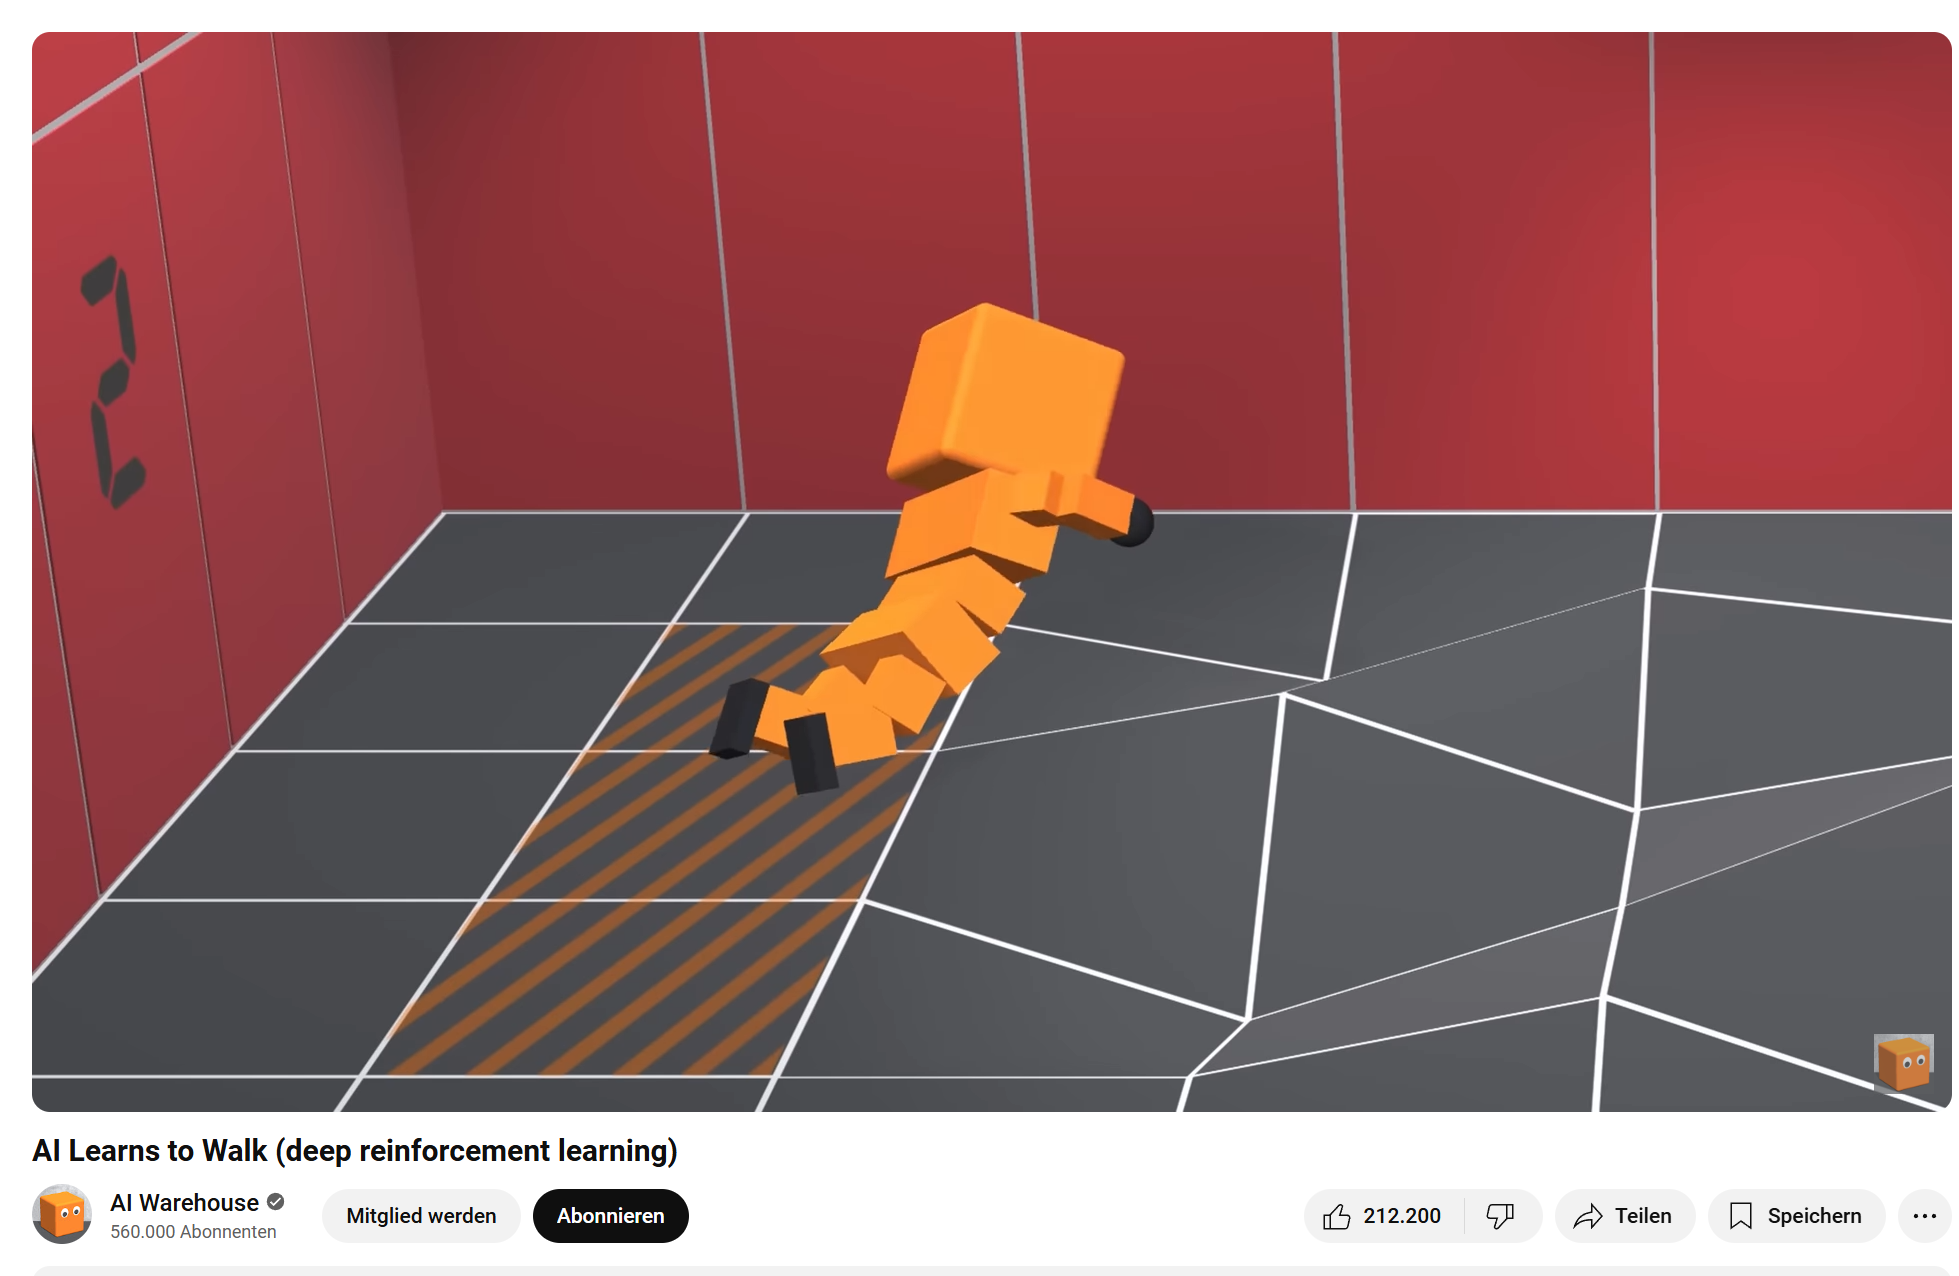 2
AI Learns to Walk (deep reinforcement learning)
AI Warehouse
560.000 Abonnenten
Mitglied werden
Abonnieren
212.200
Teilen
Speichern